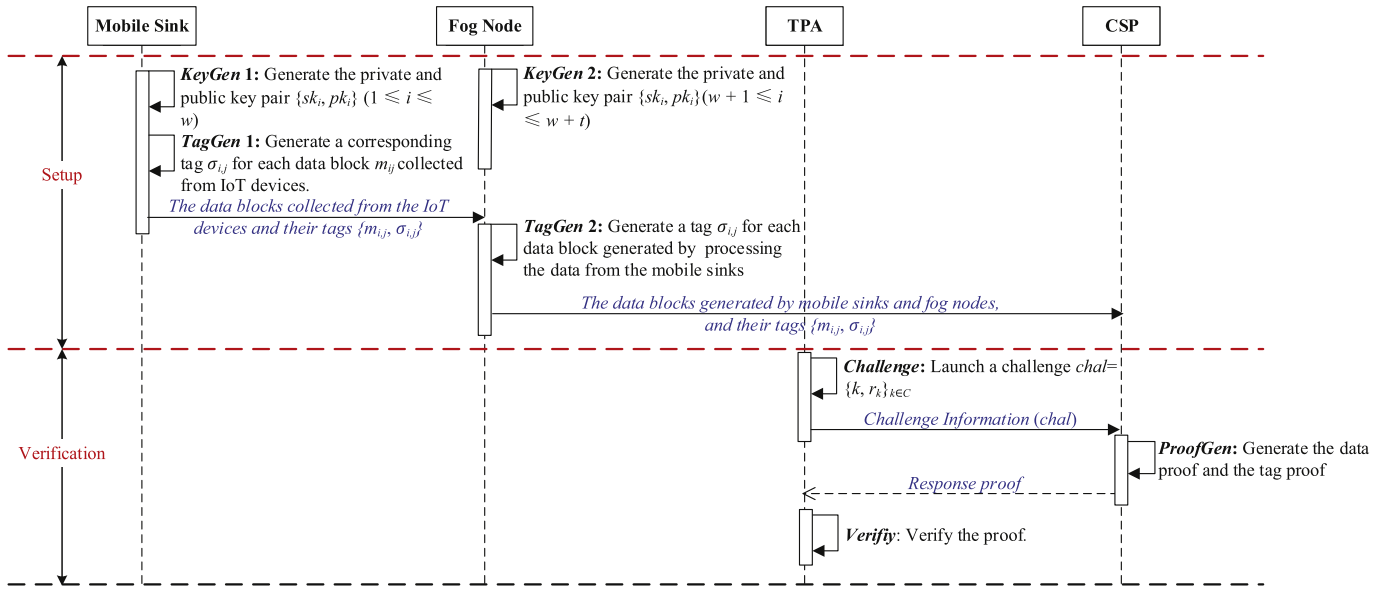 Mobile Sink
Fog Node
TPA
CSP
KeyGen 1: Generate the private and
public key pair {skᵢ, pkᵢ} (1 ≤ i ≤
w)
KeyGen 2: Generate the private and
public key pair {skᵢ, pkᵢ}(w + 1 ≤ i
≤ w + t)
TagGen 1: Generate a corresponding
tag σᵢ,ⱼ for each data block mᵢⱼ collected
from IoT devices.
Setup
The data blocks collected from the IoT
devices and their tags {mᵢ,ⱼ, σᵢ,ⱼ}
TagGen 2: Generate a tag σᵢ,ⱼ for each
data block generated by processing
the data from the mobile sinks
The data blocks generated by mobile sinks and fog nodes,
and their tags {mᵢ,ⱼ, σᵢ,ⱼ}
Challenge: Launch a challenge chal=
{k, rₖ}k∈C
Challenge Information (chal)
Verification
ProofGen: Generate the data
proof and the tag proof
Response proof
Verifiy: Verify the proof.